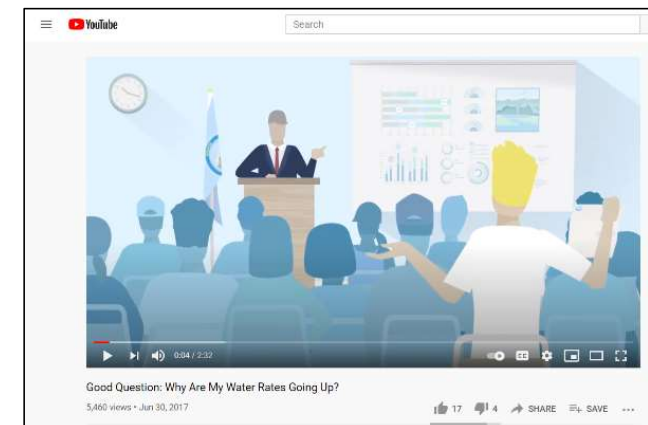 YouTube
Search
0:04 / 2:32
CC
Good Question: Why Are My Water Rates Going Up?
5,460 views • Jun 30, 2017
17 4 SHARE SAVE